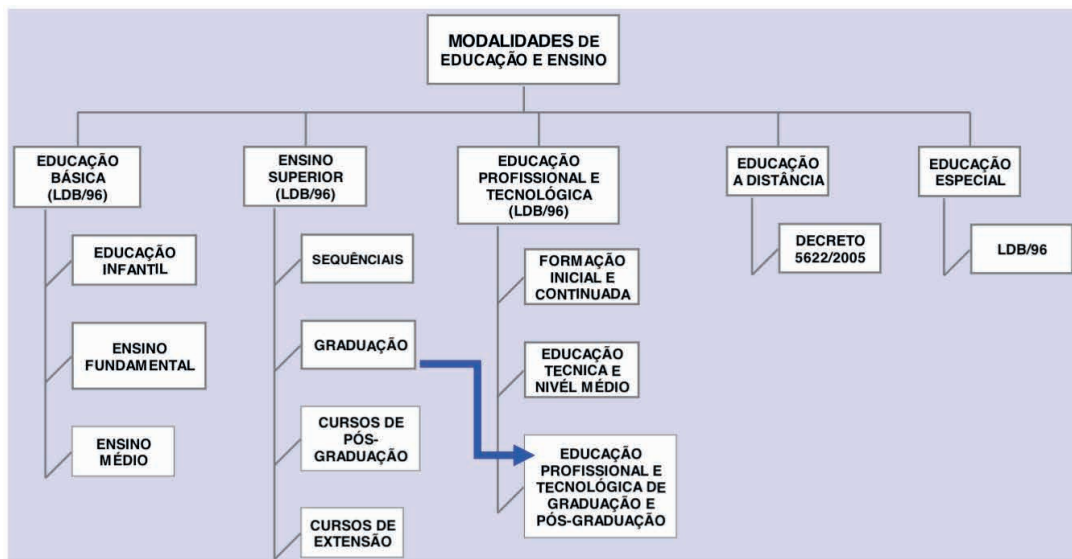 MODALIDADES DE
EDUCAÇÃO E ENSINO
EDUCAÇÃO
BÁSICA
(LDB/96)
EDUCAÇÃO
INFANTIL
ENSINO
FUNDAMENTAL
ENSINO
MÉDIO
ENSINO
SUPERIOR
(LDB/96)
SEQUÊNCIAIS
GRADUAÇÃO
CURSOS DE
PÓS-
GRADUAÇÃO
CURSOS DE
EXTENSÃO
EDUCAÇÃO
PROFISSIONAL E
TECNOLÓGICA
(LDB/96)
FORMAÇÃO
INICIAL E
CONTINUADA
EDUCAÇÃO
TECNICA E
NIVÉL MÉDIO
EDUCAÇÃO
PROFISSIONAL E
TECNOLÓGICA DE
GRADUAÇÃO E
PÓS-GRADUAÇÃO
EDUCAÇÃO
A DISTÂNCIA
DECRETO
5622/2005
EDUCAÇÃO
ESPECIAL
LDB/96